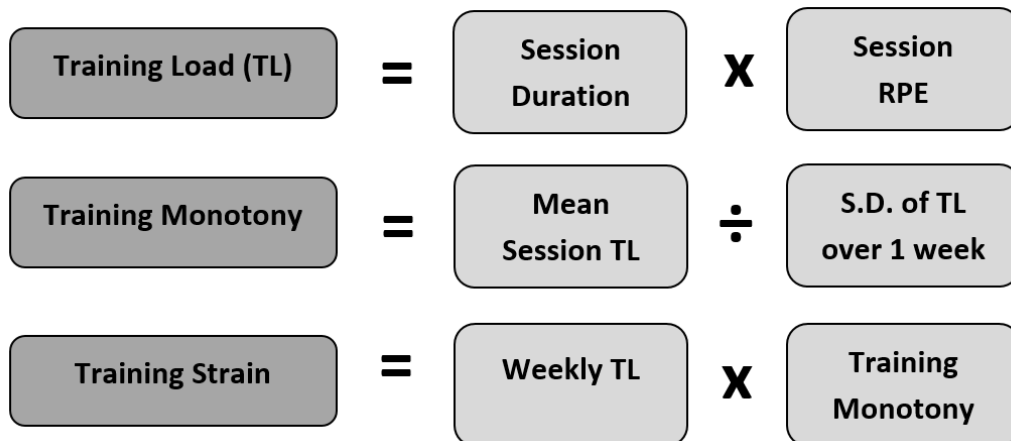 Training Load (TL)
=
Session
Duration
x
Session
RPE
Training Monotony
=
Mean
Session TL
÷
S.D. of TL
over 1 week
Training Strain
=
Weekly TL
x
Training
Monotony